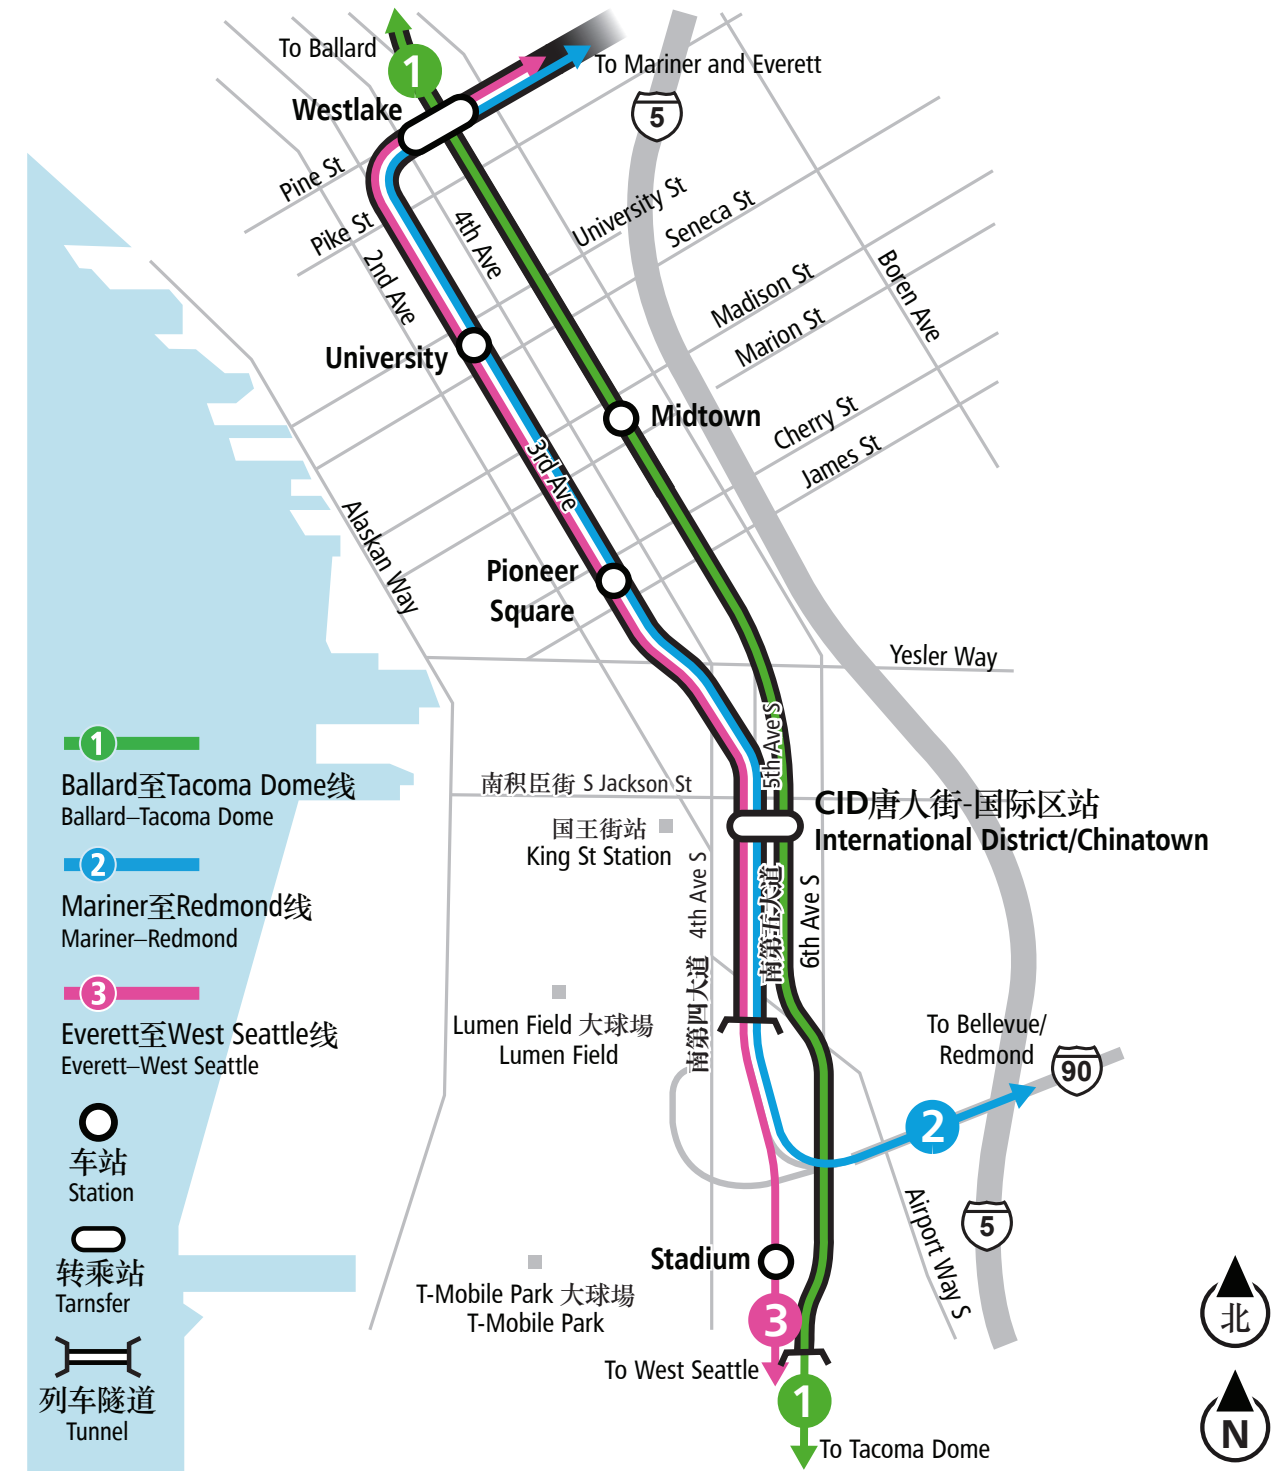 To Ballard
1
To Mariner and Everett
Westlake
5
Pine St
Pike St
2nd Ave
4th Ave
University St
Seneca St
Madison St
Marion St
Boren Ave
University
Midtown
Cherry St
James St
3rd Ave
Alaskan Way
Pioneer
Square
Yesler Way
5th Ave S
南积臣街 S Jackson St
CID唐人街-国际区站
International District/Chinatown
国王街站
King St Station
南第四大道 4th Ave S
南第五大道
6th Ave S
Lumen Field 大球場
Lumen Field
To Bellevue/
Redmond
90
2
Airport Way S
5
Stadium
T-Mobile Park 大球場
T-Mobile Park
3
To West Seattle
1
To Tacoma Dome
1
Ballard至Tacoma Dome线
Ballard–Tacoma Dome
2
Mariner至Redmond线
Mariner–Redmond
3
Everett至West Seattle线
Everett–West Seattle
车站
Station
转乘站
Tarnsfer
列车隧道
Tunnel
北
N